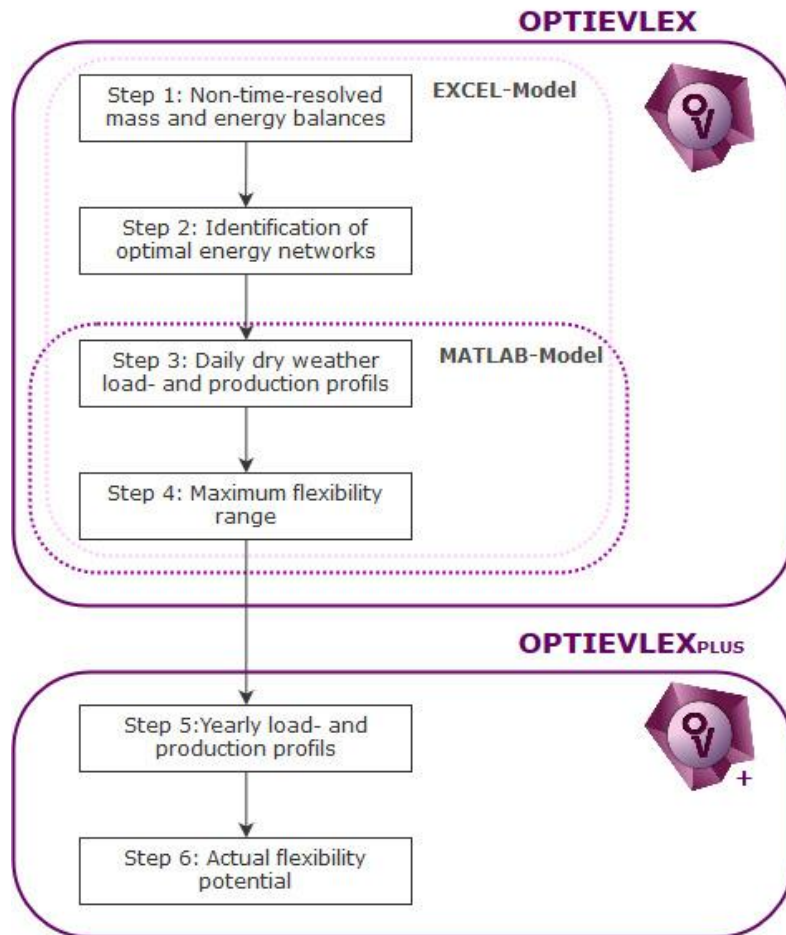 OPTIEVLEX
EXCEL-Model
Step 1: Non-time-resolved
mass and energy balances
OV
Step 2: Identification of
optimal energy networks
MATLAB-Model
Step 3: Daily dry weather
load- and production profils
Step 4: Maximum flexibility
range
OPTIEVLEXPLUS
Step 5:Yearly load- and
production profils
OV
+
Step 6: Actual flexibility
potential